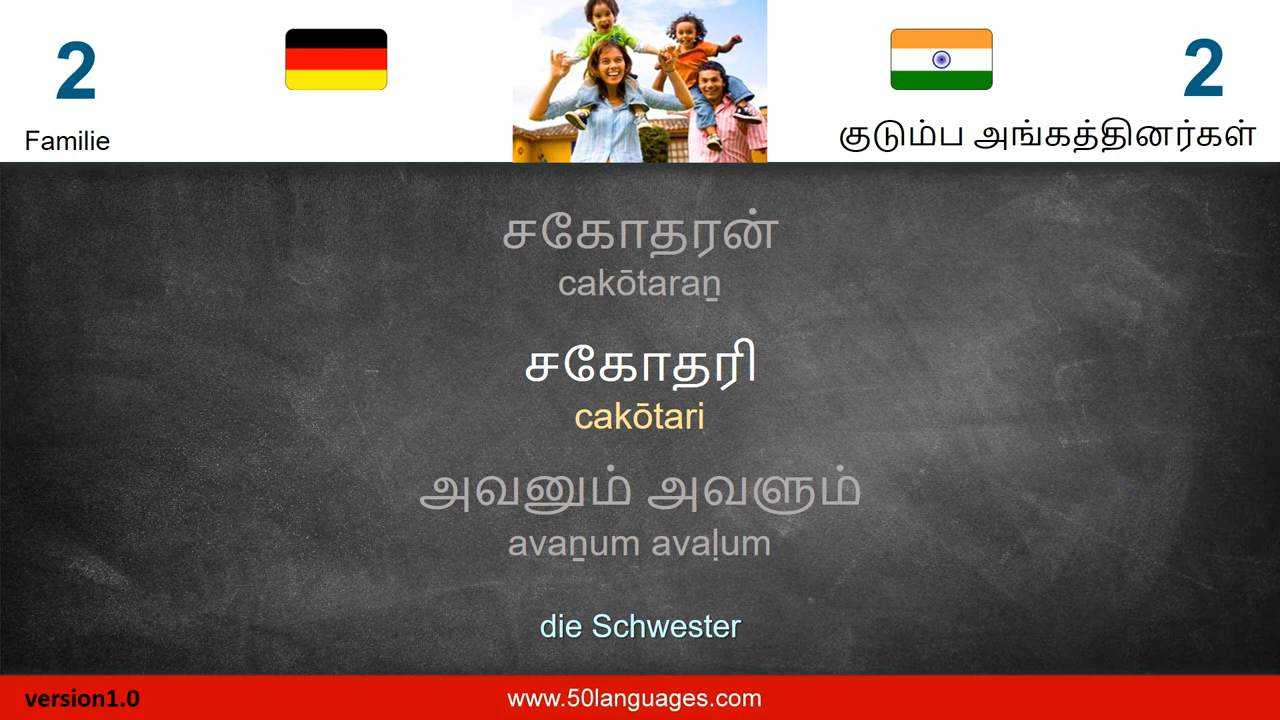 2
2
Familie
குடும்ப அங்கத்தினர்கள்
சகோதரன்
cakōtaraṉ
சகோதரி
cakōtari
அவனும் அவளும்
avaṉum avaḷum
die Schwester
version1.0
www.50languages.com